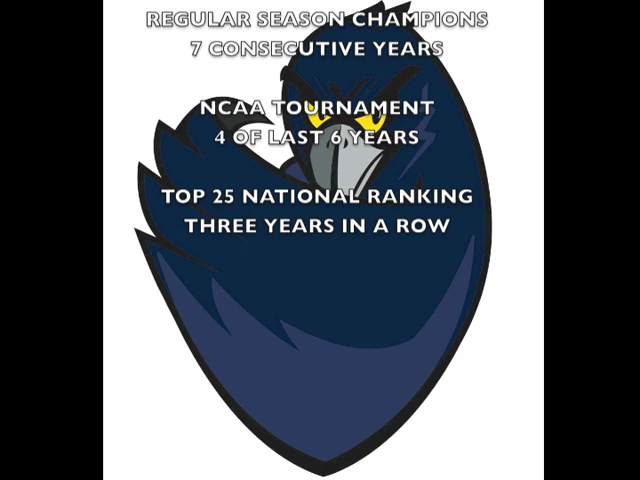 REGULAR SEASON CHAMPIONS
7 CONSECUTIVE YEARS
NCAA TOURNAMENT
4 OF LAST 6 YEARS
TOP 25 NATIONAL RANKING
THREE YEARS IN A ROW